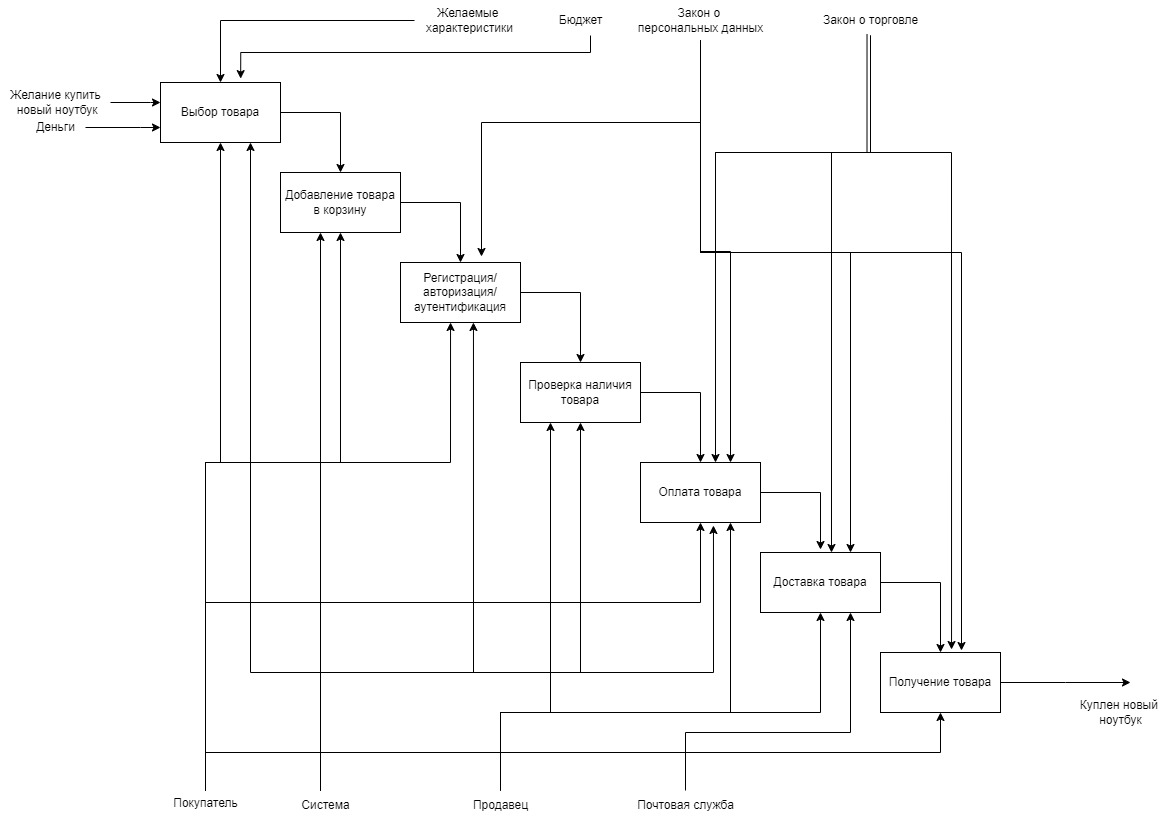 Желаемые
характеристики
Бюджет
Закон о
персональных данных
Закон о торговле
Желание купить
новый ноутбук
Деньги
Выбор товара
Добавление товара
в корзину
Регистрация/
авторизация/
аутентификация
Проверка наличия
товара
Оплата товара
Доставка товара
Получение товара
Куплен новый
ноутбук
Покупатель
Система
Продавец
Почтовая служба